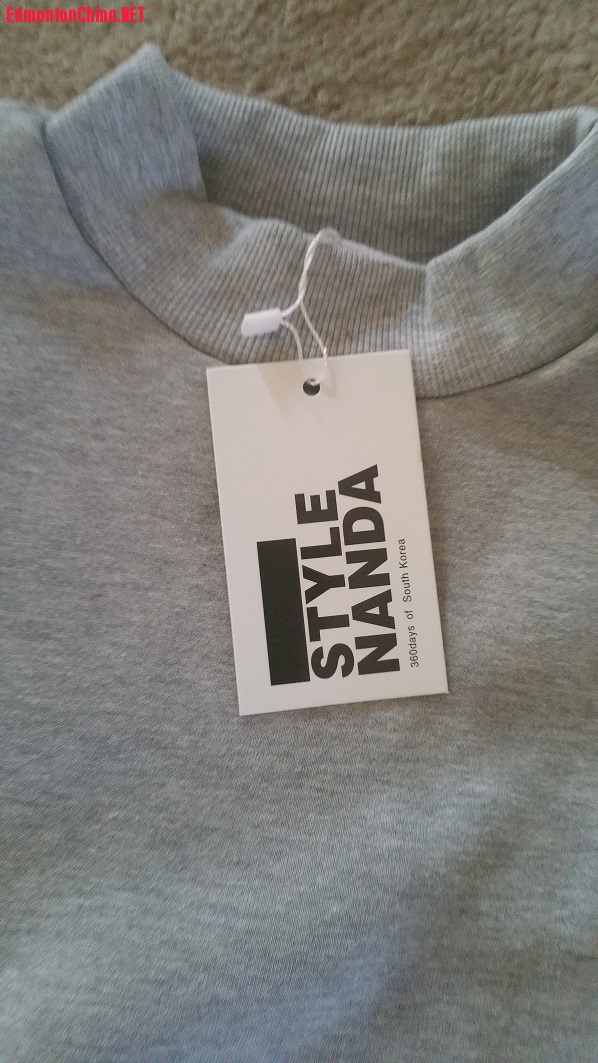 EdmontonChina.NET
STYLE
NANDA
360days of South Korea